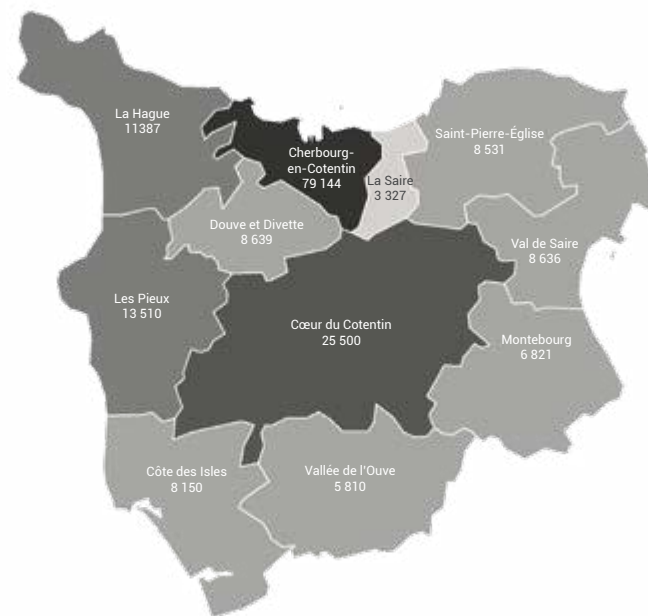 La Hague
11387
Cherbourg-
en-Cotentin
79 144
La Saire
3 327
Saint-Pierre-Église
8 531
Douve et Divette
8 639
Val de Saire
8 636
Les Pieux
13 510
Cœur du Cotentin
25 500
Montebourg
6 821
Côte des Isles
8 150
Vallée de l'Ouve
5 810